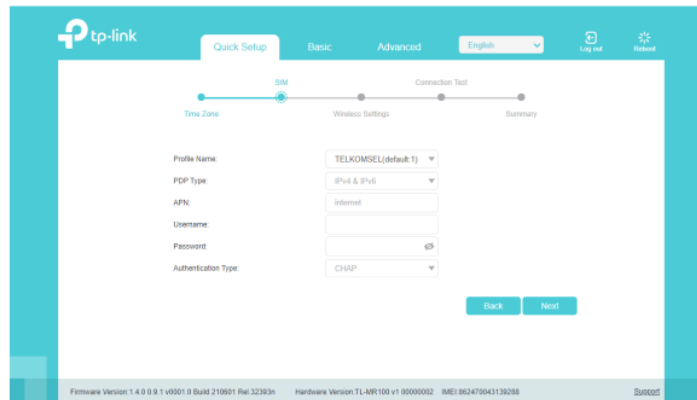 tp-link
Quick Setup Basic Advanced English Log out Reboot
SIM Connection Test
Time Zone Wireless Settings Summary
Profile Name: TELKOMSEL(default:1)
PDP Type: IPv4 & IPv6
APN: internet
Username:
Password:
Authentication Type: CHAP
Back Next
Firmware Version:1.4.0 0.9.1 v0001.0 Build 210601 Rel.32393n Hardware Version:TL-MR100 v1 00000002 IMEI:862470043139288 Support